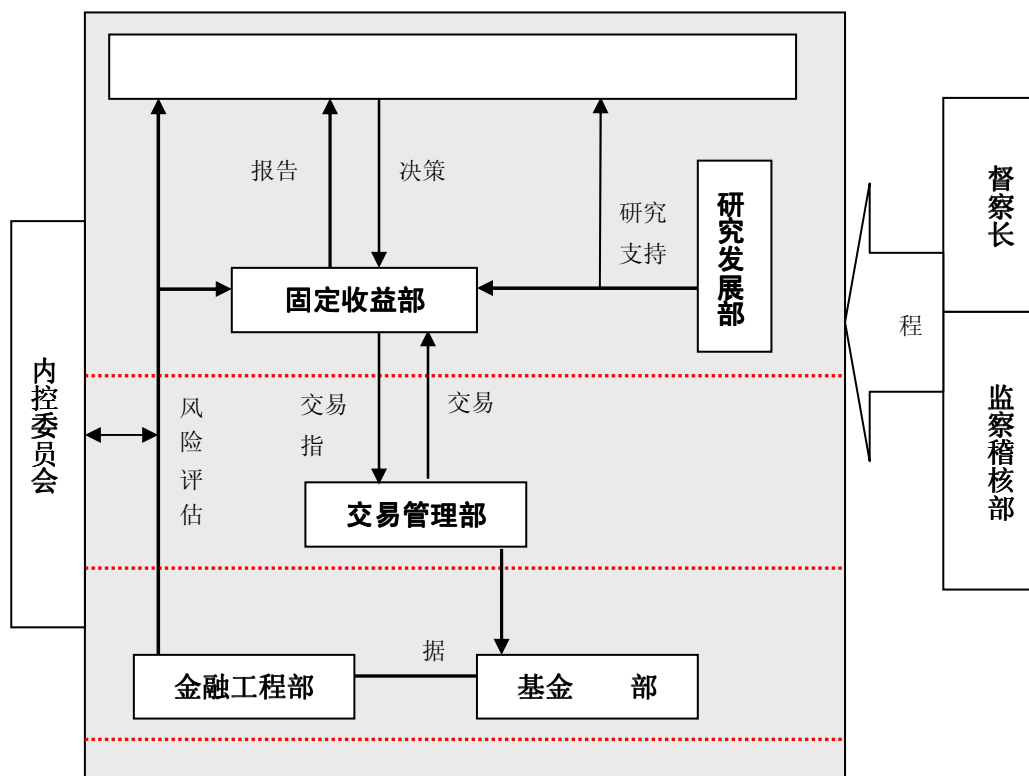 报告
决策
研究
支持
研究发展部
督察长
固定收益部
程
内控委员会
风险评估
交易
指
交易
监察稽核部
交易管理部
据
金融工程部
基金 部